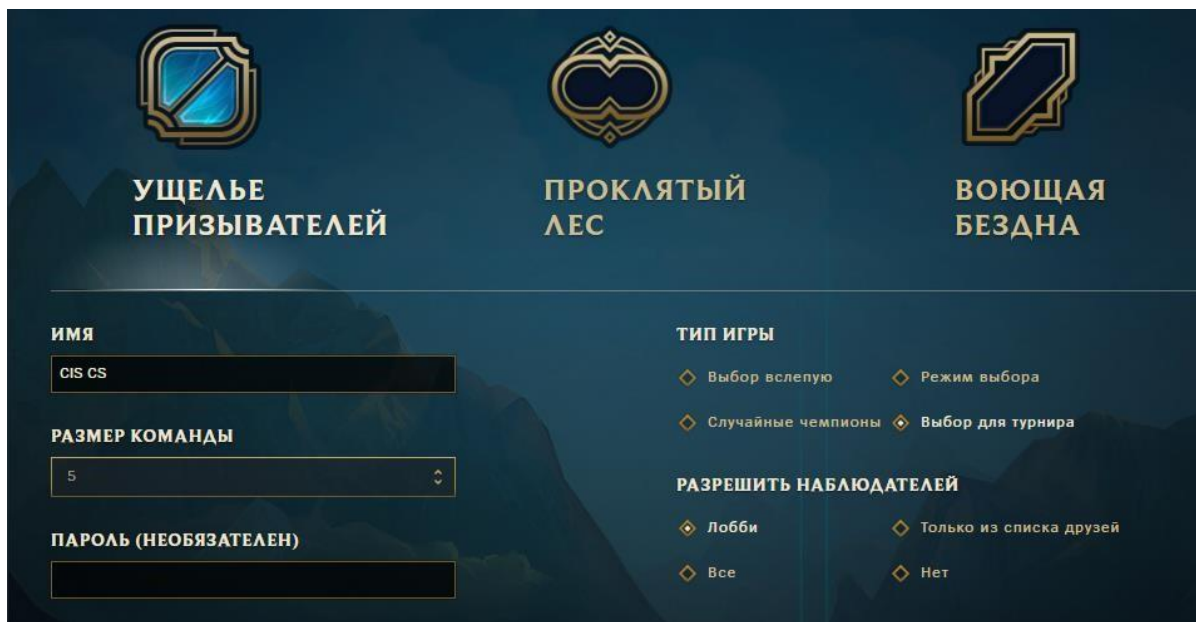 УЩЕЛЬЕ
ПРИЗЫВАТЕЛЕЙ
ПРОКЛЯТЫЙ
ЛЕС
ВОЮЩАЯ
БЕЗДНА
ИМЯ
CIS CS
РАЗМЕР КОМАНДЫ
5
ПАРОЛЬ (НЕОБЯЗАТЕЛЕН)
ТИП ИГРЫ
Выбор вслепую
Режим выбора
Случайные чемпионы
Выбор для турнира
РАЗРЕШИТЬ НАБЛЮДАТЕЛЕЙ
Лобби
Только из списка друзей
Все
Нет